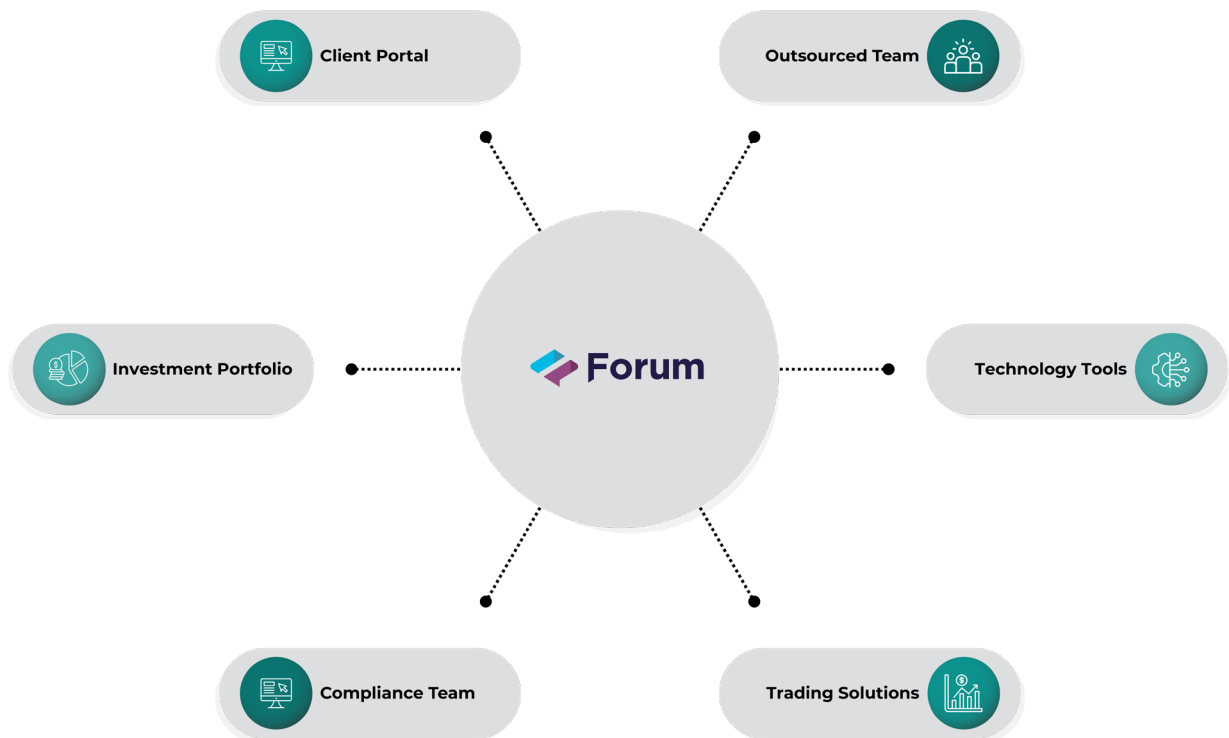 Client Portal
Outsourced Team
Investment Portfolio
Forum
Technology Tools
Compliance Team
Trading Solutions